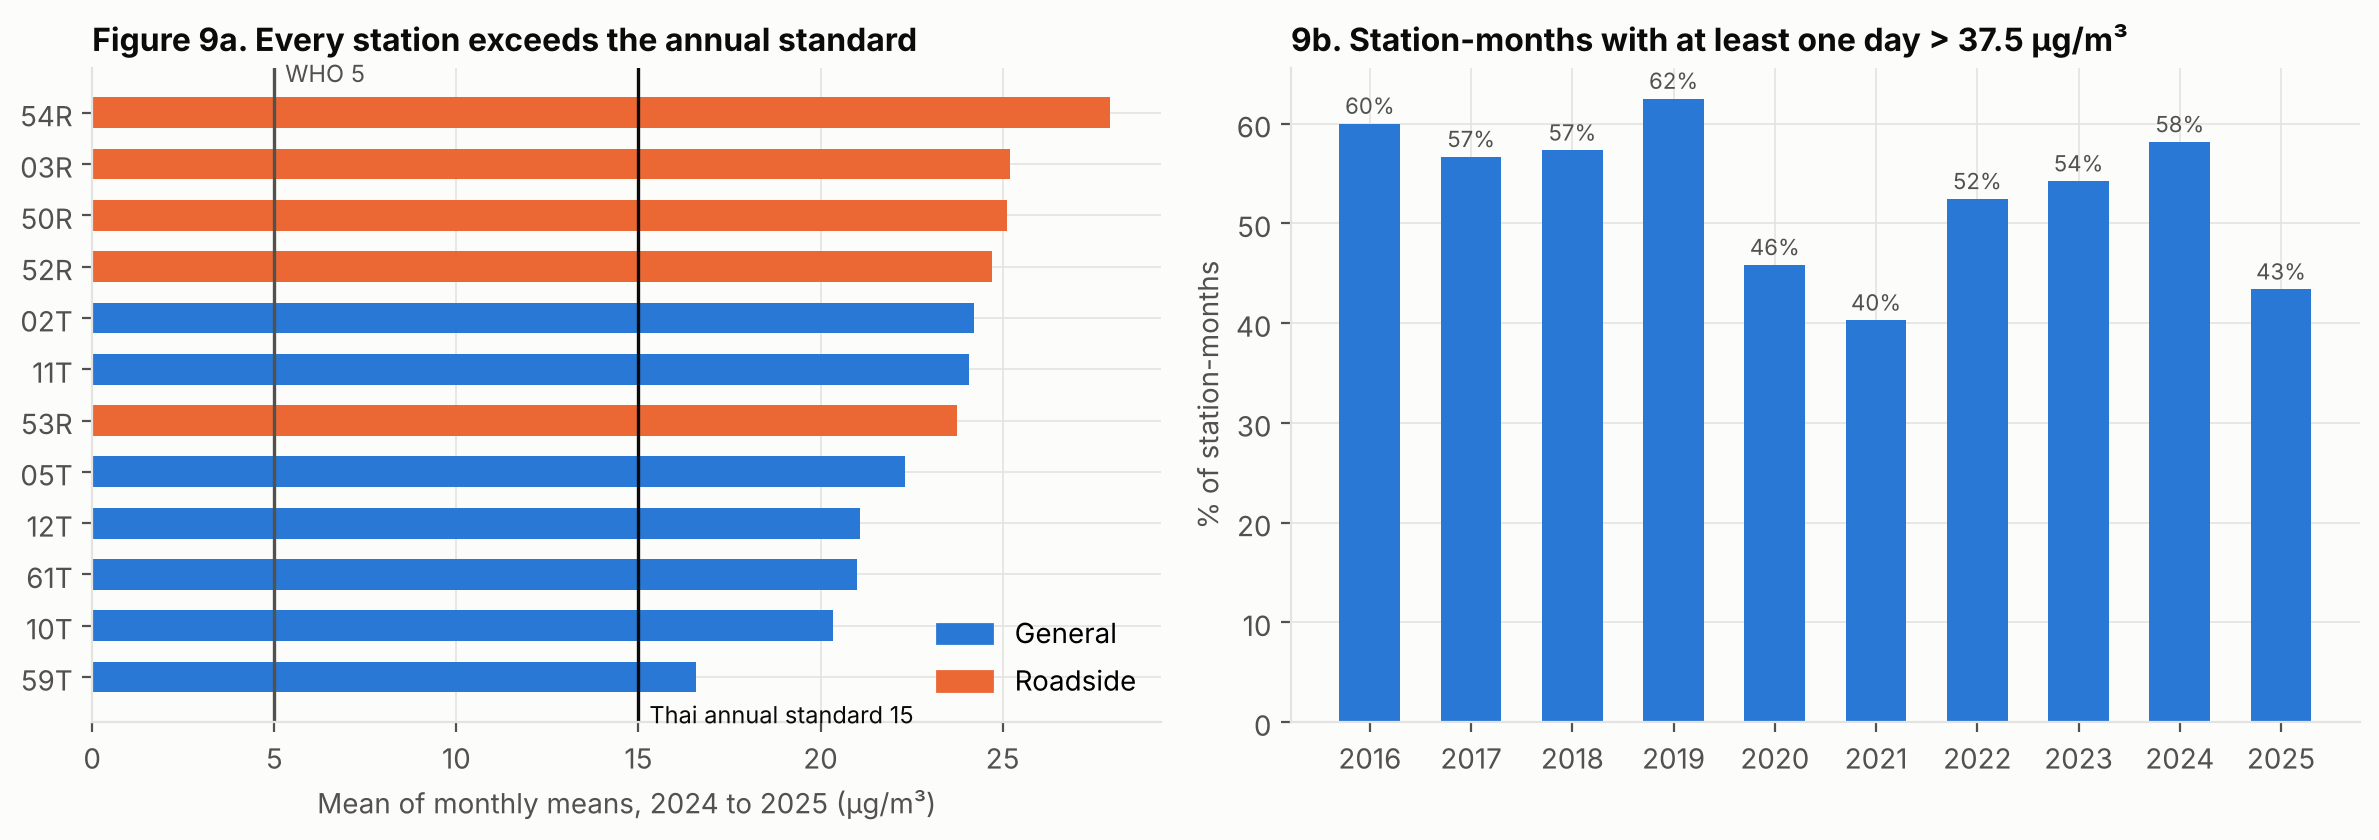 Figure 9a. Every station exceeds the annual standard
WHO 5
54R
03R
50R
52R
02T
11T
53R
05T
12T
61T
10T
59T
General
Roadside
Thai annual standard 15
0 5 10 15 20 25
Mean of monthly means, 2024 to 2025 (µg/m³)
9b. Station-months with at least one day > 37.5 µg/m³
% of station-months
60
50
40
30
20
10
0
60% 57% 57% 62% 46% 40% 52% 54% 58% 43%
2016 2017 2018 2019 2020 2021 2022 2023 2024 2025